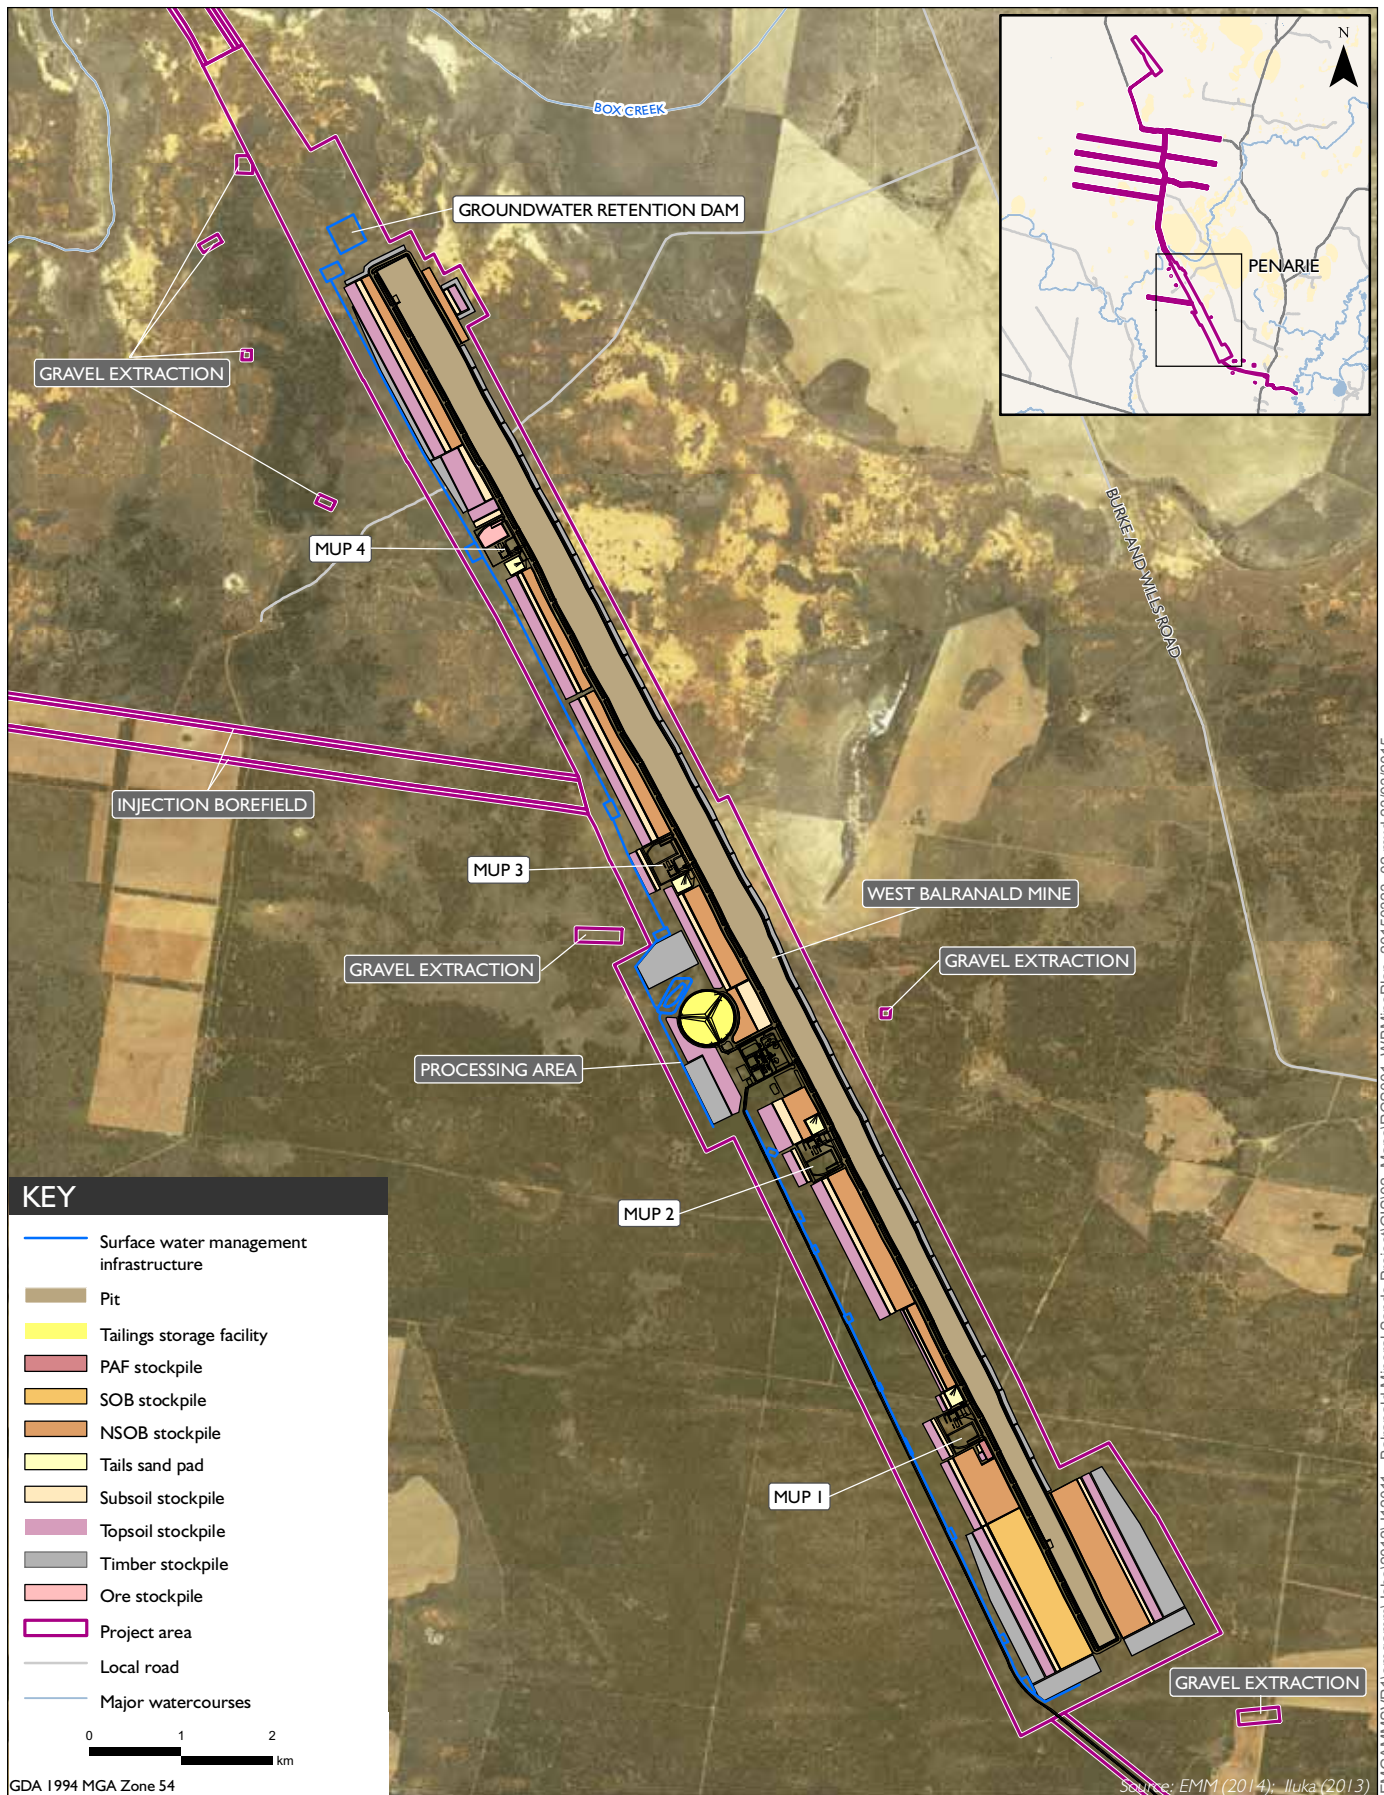 N
BOX CREEK
GROUNDWATER RETENTION DAM
PENARIE
GRAVEL EXTRACTION
MUP 4
BURKE AND WILLS ROAD
INJECTION BOREFIELD
MUP 3
WEST BALRANALD MINE
GRAVEL EXTRACTION
GRAVEL EXTRACTION
PROCESSING AREA
MUP 2
MUP 1
GRAVEL EXTRACTION
KEY
Surface water management
infrastructure
Pit
Tailings storage facility
PAF stockpile
SOB stockpile
NSOB stockpile
Tails sand pad
Subsoil stockpile
Topsoil stockpile
Timber stockpile
Ore stockpile
Project area
Local road
Major watercourses
0 1 2
km
GDA 1994 MGA Zone 54
Source: EMM (2014); Iluka (2013)